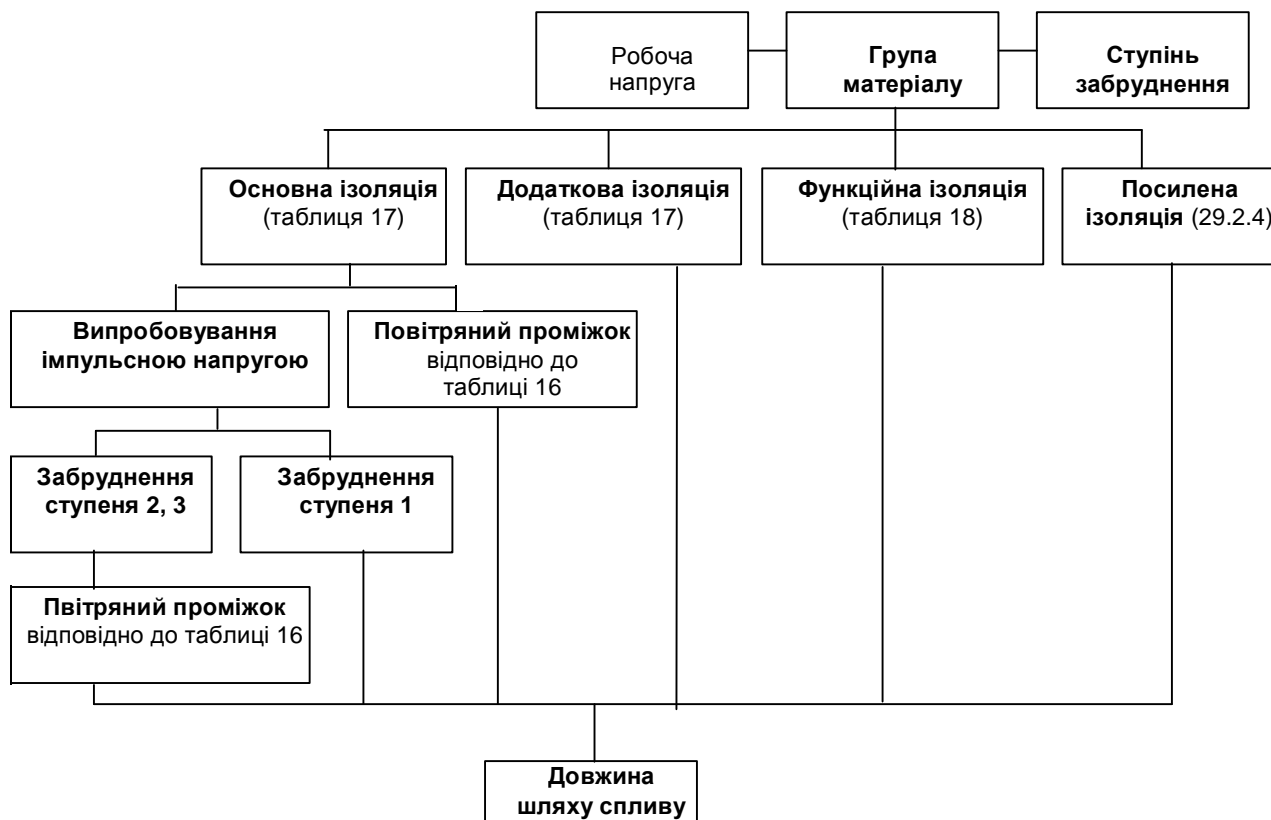 Робоча
напруга
Група
матеріалу
Ступінь
забруднення
Основна ізоляція
(таблиця 17)
Додаткова ізоляція
(таблиця 17)
Функційна ізоляція
(таблиця 18)
Посилена
ізоляція (29.2.4)
Випробовування
імпульсною напругою
Повітряний проміжок
відповідно до
таблиці 16
Забруднення
ступеня 2, 3
Забруднення
ступеня 1
Пвітряний проміжок
відповідно до таблиці 16
Довжина
шляху спливу